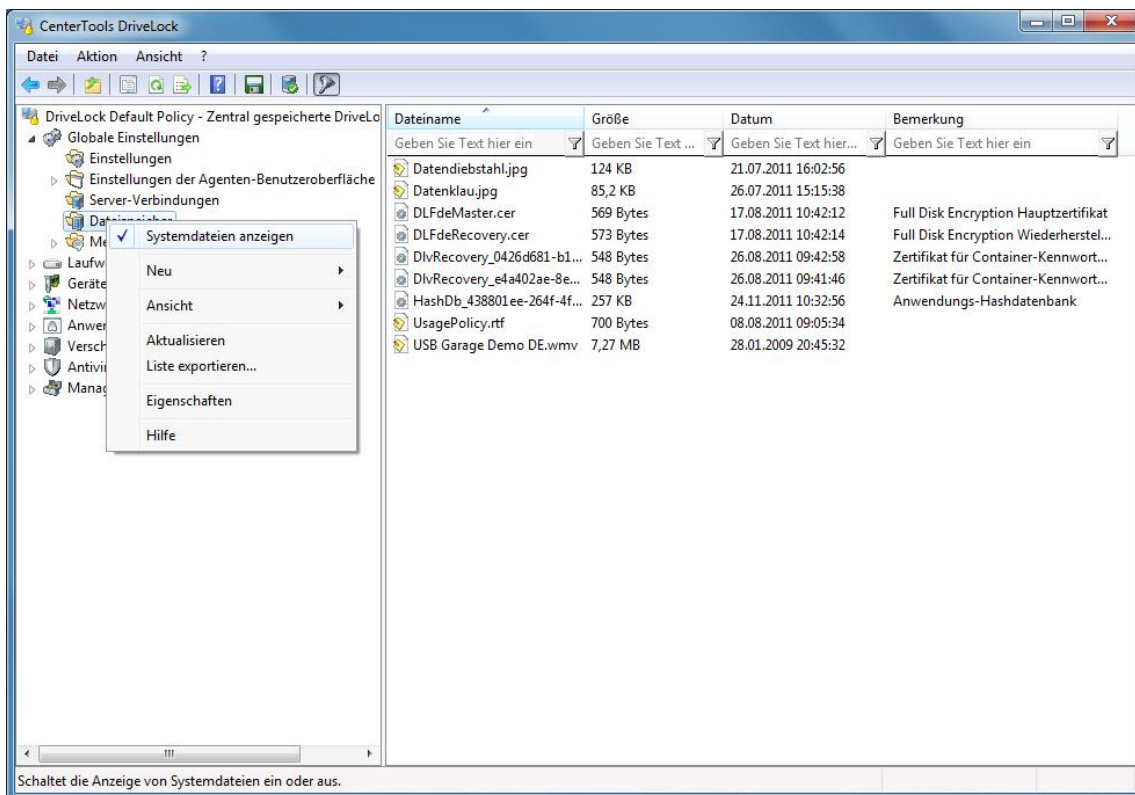 CenterTools DriveLock
Datei Aktion Ansicht ?
DriveLock Default Policy - Zentral gespeicherte DriveLo
Globale Einstellungen
Einstellungen
Einstellungen der Agenten-Benutzeroberfläche
Server-Verbindungen
Me
Laufw
Geräte
Netzw
Anwen
Versch
Antivi
Manag
Systemdateien anzeigen
Neu
Ansicht
Aktualisieren
Liste exportieren...
Eigenschaften
Hilfe
Dateiname Größe Datum Bemerkung
Geben Sie Text hier ein Geben Sie Text ... Geben Sie Text hier... Geben Sie Text hier ein
Datendiebstahl.jpg 124 KB 21.07.2011 16:02:56
Datenklau.jpg 85,2 KB 26.07.2011 15:15:38
DLFdeMaster.cer 569 Bytes 17.08.2011 10:42:12 Full Disk Encryption Hauptzertifikat
DLFdeRecovery.cer 573 Bytes 17.08.2011 10:42:14 Full Disk Encryption Wiederherstel...
DlvRecovery_0426d681-b1... 548 Bytes 26.08.2011 09:42:58 Zertifikat für Container-Kennwort...
DlvRecovery_e4a402ae-8e... 548 Bytes 26.08.2011 09:41:46 Zertifikat für Container-Kennwort...
HashDb_438801ee-264f-4f... 257 KB 24.11.2011 10:32:56 Anwendungs-Hashdatenbank
UsagePolicy.rtf 700 Bytes 08.08.2011 09:05:34
USB Garage Demo DE.wmv 7,27 MB 28.01.2009 20:45:32
Schaltet die Anzeige von Systemdateien ein oder aus.